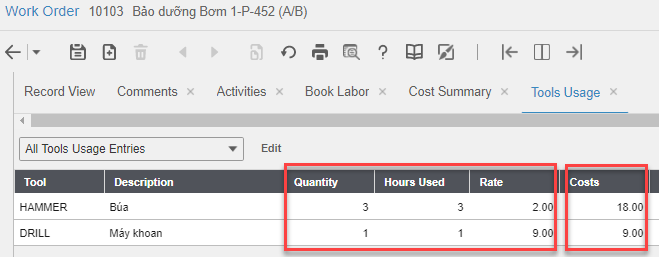 Work Order 10103 Bảo dưỡng Bơm 1-P-452 (A/B)
Record View Comments Activities Book Labor Cost Summary Tools Usage
All Tools Usage Entries Edit
Tool Description Quantity Hours Used Rate Costs
HAMMER Búa 3 3 2.00 18.00
DRILL Máy khoan 1 1 9.00 9.00